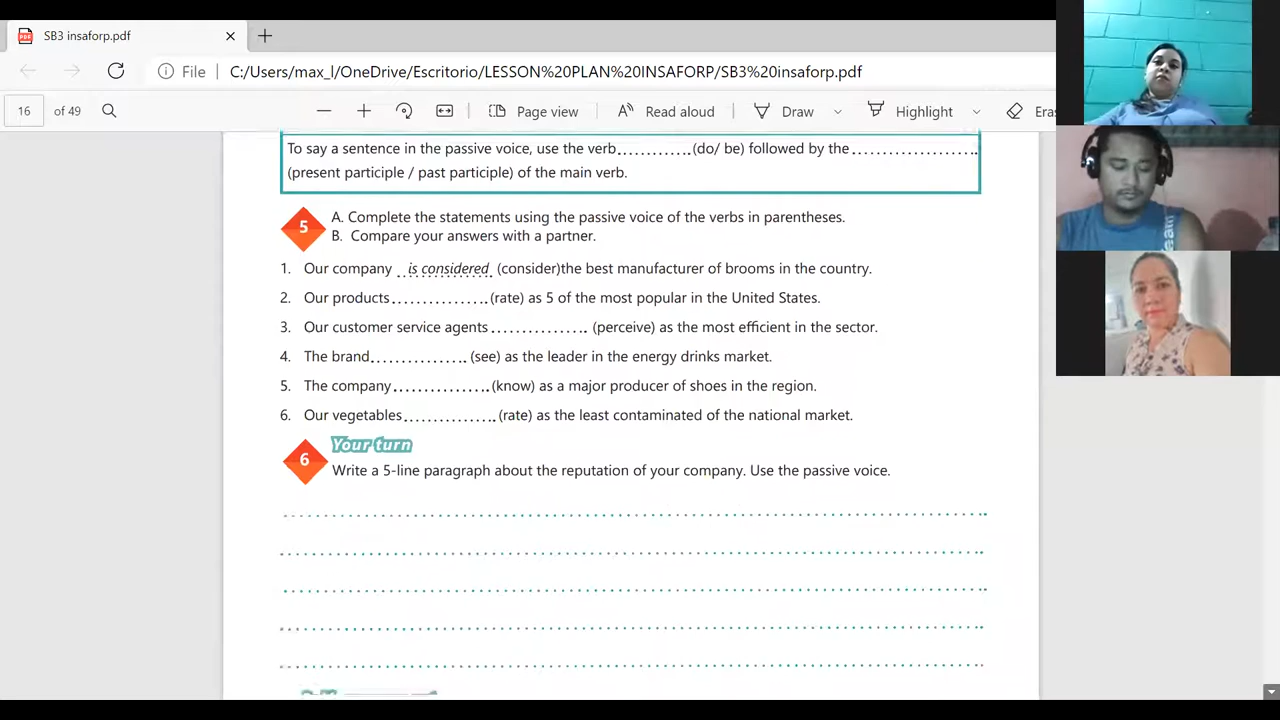 SB3 insaforp.pdf
File C:/Users/max_l/OneDrive/Escritorio/LESSON%20PLAN%20INSAFORP/SB3%20insaforp.pdf
16 of 49 Page view Read aloud Draw Highlight Eras
To say a sentence in the passive voice, use the verb.............(do/ be) followed by the ......................
(present participle / past participle) of the main verb.
5 A. Complete the statements using the passive voice of the verbs in parentheses.
B. Compare your answers with a partner.
1. Our company ..is considered. (consider)the best manufacturer of brooms in the country.
2. Our products................(rate) as 5 of the most popular in the United States.
3. Our customer service agents ............... (perceive) as the most efficient in the sector.
4. The brand................ (see) as the leader in the energy drinks market.
5. The company................(know) as a major producer of shoes in the region.
6. Our vegetables............... (rate) as the least contaminated of the national market.
Your turn
6 Write a 5-line paragraph about the reputation of your company. Use the passive voice.